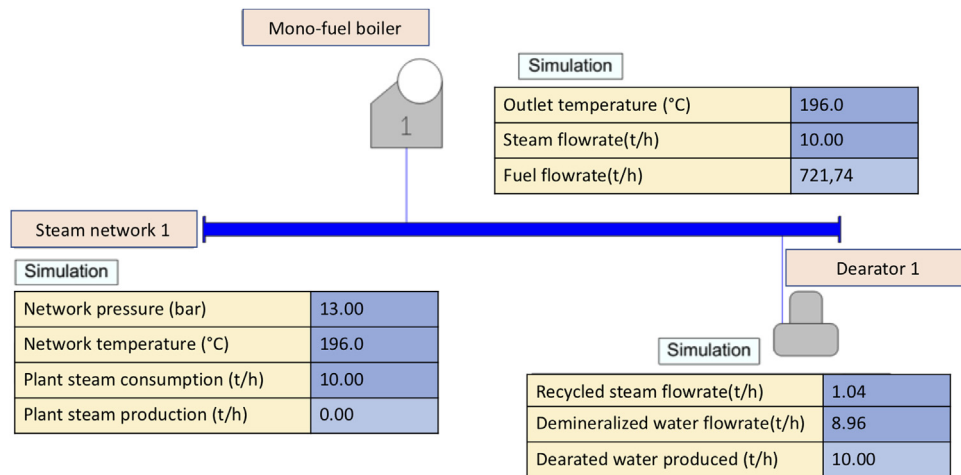 Mono-fuel boiler
1
Simulation
Outlet temperature (°C) 196.0
Steam flowrate(t/h) 10.00
Fuel flowrate(t/h) 721,74
Steam network 1
Simulation
Network pressure (bar) 13.00
Network temperature (°C) 196.0
Plant steam consumption (t/h) 10.00
Plant steam production (t/h) 0.00
Dearator 1
Simulation
Recycled steam flowrate(t/h) 1.04
Demineralized water flowrate(t/h) 8.96
Dearated water produced (t/h) 10.00